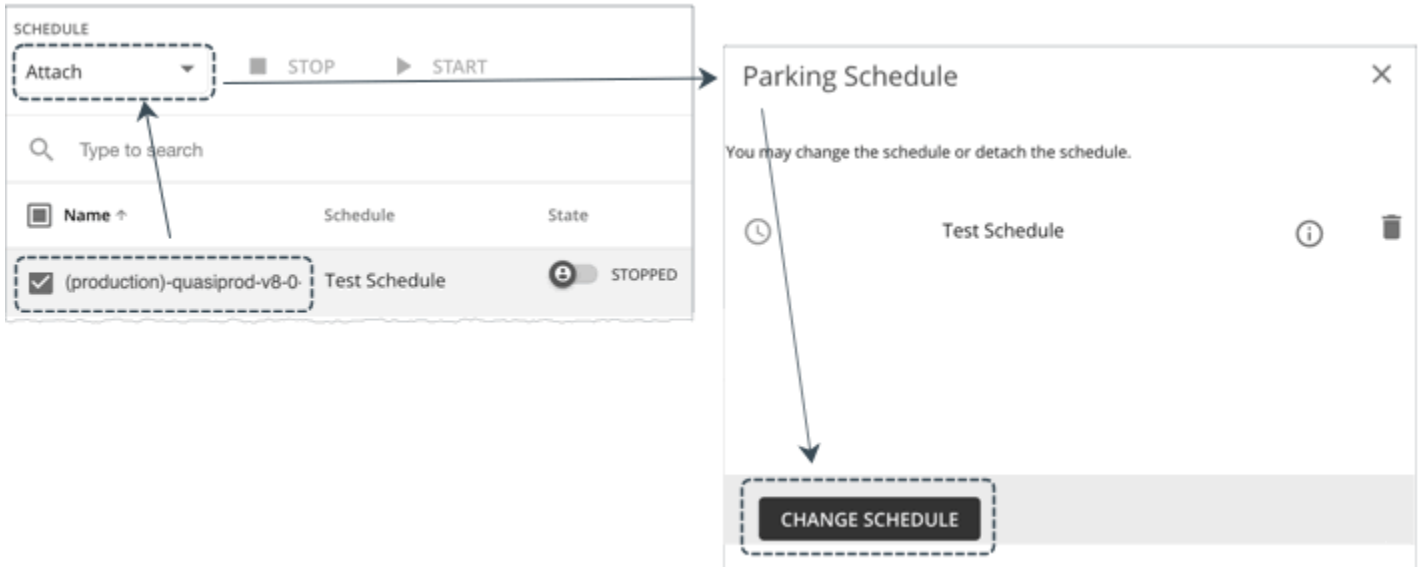 SCHEDULE
Attach
STOP
START
Type to search
Name ↑
Schedule
State
(production)-quasiprod-v8-0-
Test Schedule
STOPPED
Parking Schedule
You may change the schedule or detach the schedule.
Test Schedule
CHANGE SCHEDULE